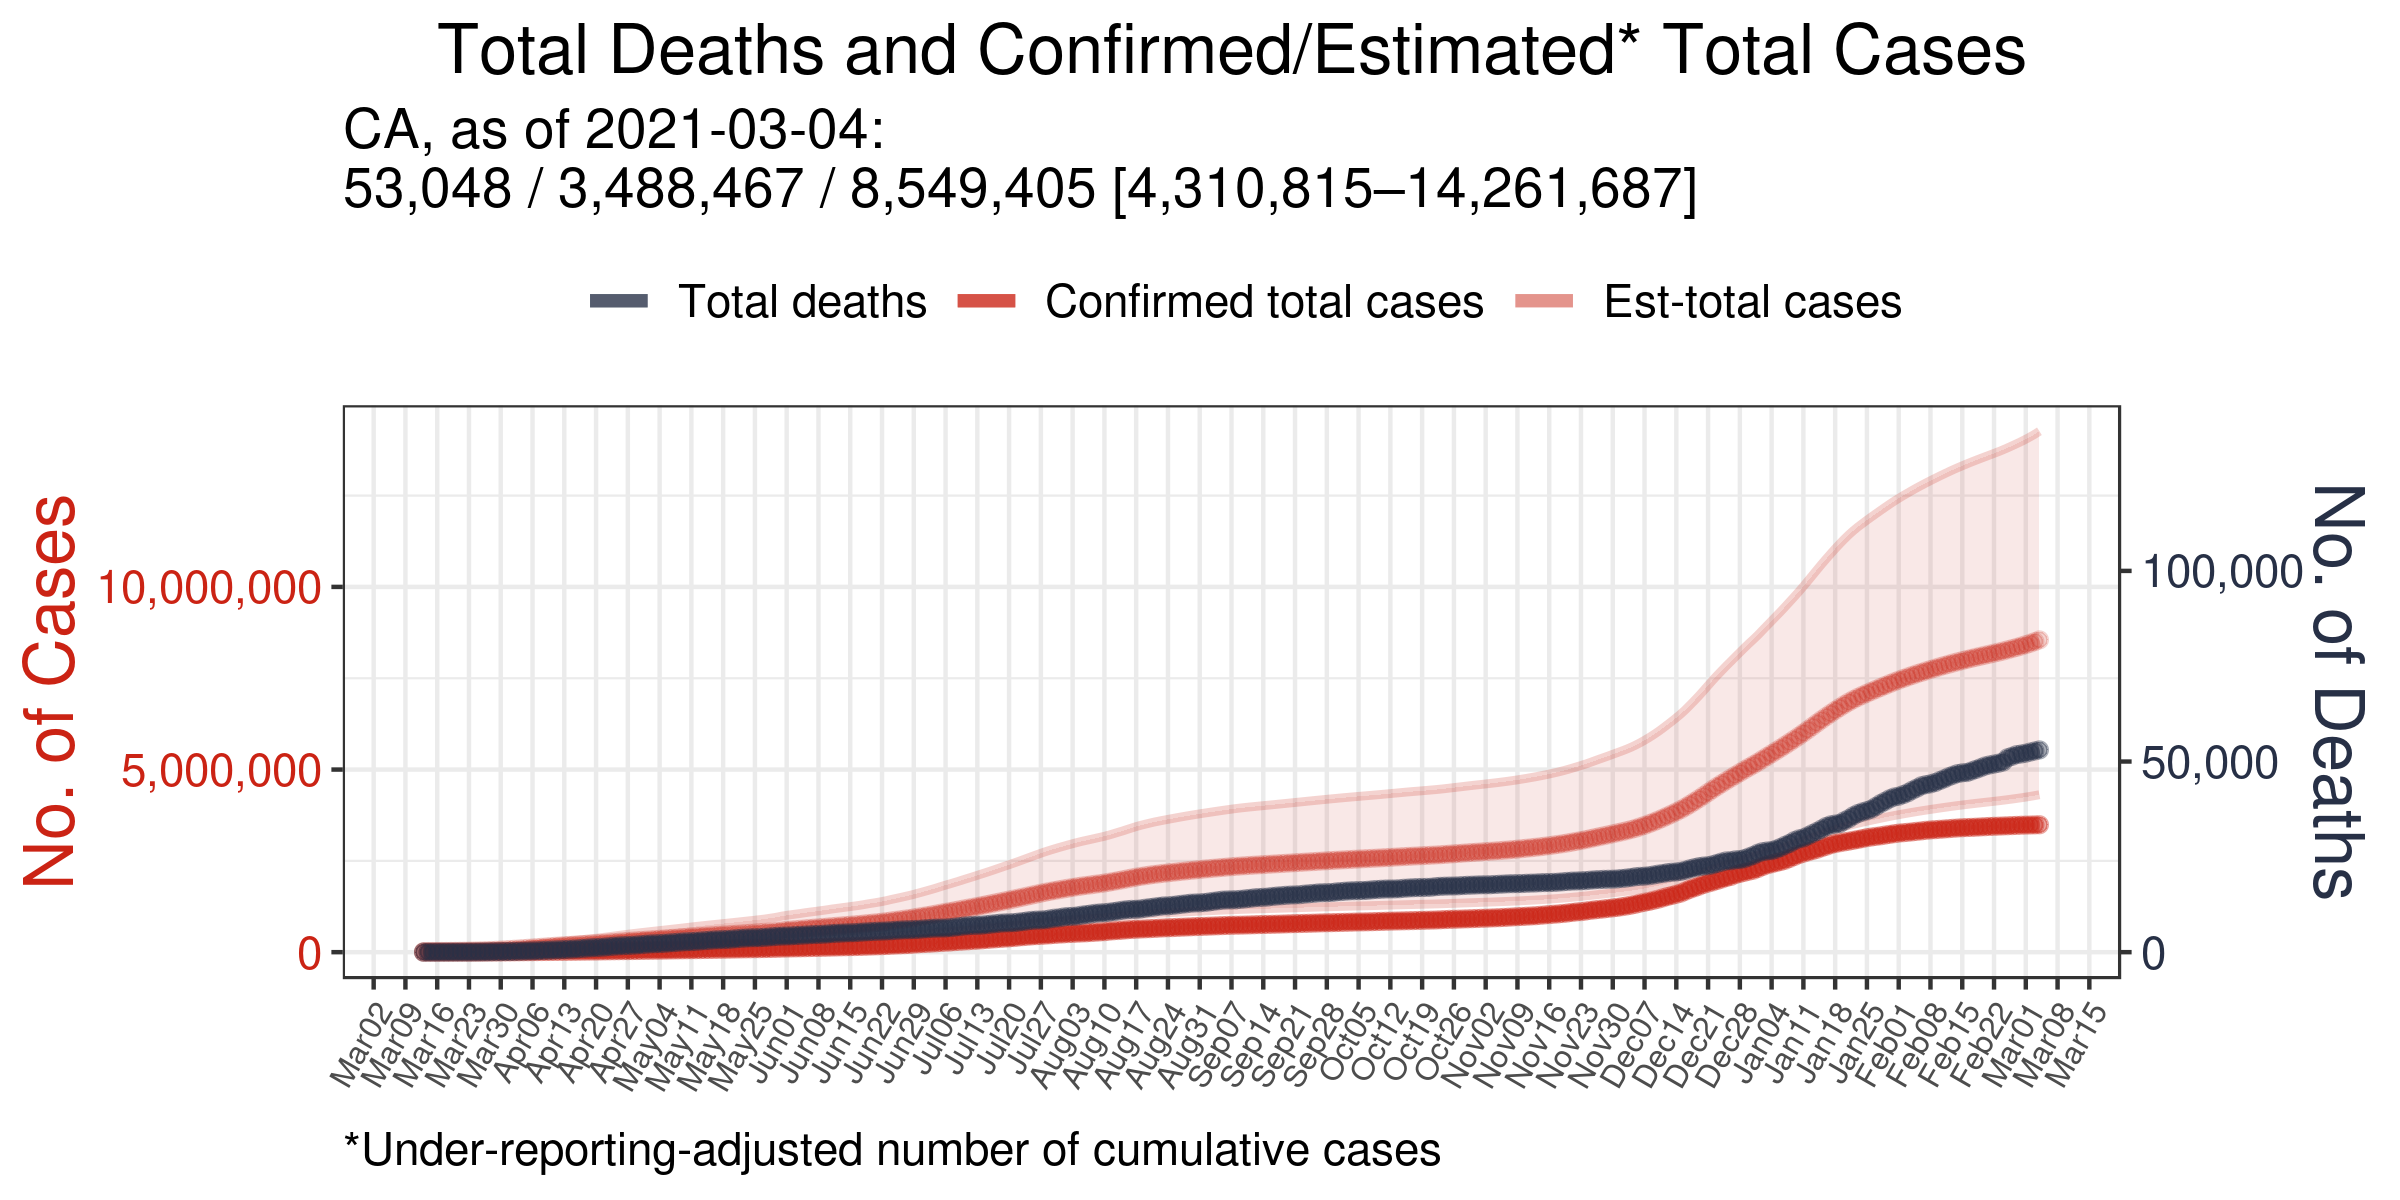 Total Deaths and Confirmed/Estimated* Total Cases
CA, as of 2021-03-04:
53,048 / 3,488,467 / 8,549,405 [4,310,815–14,261,687]
Total deaths
Confirmed total cases
Est-total cases
No. of Cases
10,000,000
5,000,000
0
100,000
50,000
0
No. of Deaths
Mar02
Mar09
Mar16
Mar23
Mar30
Apr06
Apr13
Apr20
Apr27
May04
May11
May18
May25
Jun01
Jun08
Jun15
Jun22
Jun29
Jul06
Jul13
Jul20
Jul27
Aug03
Aug10
Aug17
Aug24
Aug31
Sep07
Sep14
Sep21
Sep28
Oct05
Oct12
Oct19
Oct26
Nov02
Nov09
Nov16
Nov23
Nov30
Dec07
Dec14
Dec21
Dec28
Jan04
Jan11
Jan18
Jan25
Feb01
Feb08
Feb15
Feb22
Mar01
Mar08
Mar15
*Under-reporting-adjusted number of cumulative cases